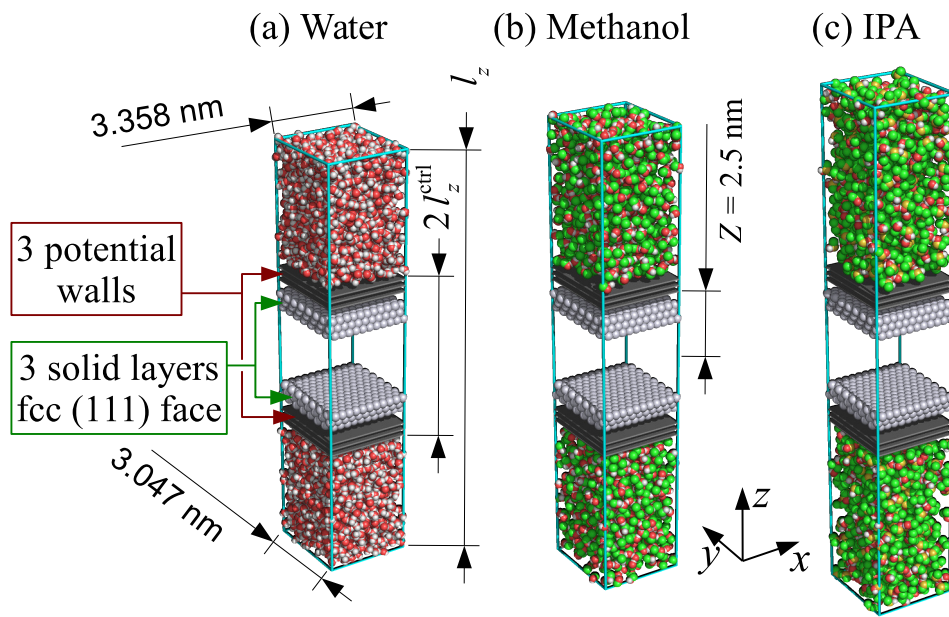 (a) Water
(b) Methanol
(c) IPA
3.358 nm
l_z
2 l_z^ctrl
Z = 2.5 nm
3 potential
walls
3 solid layers
fcc (111) face
3.047 nm
z
y
x